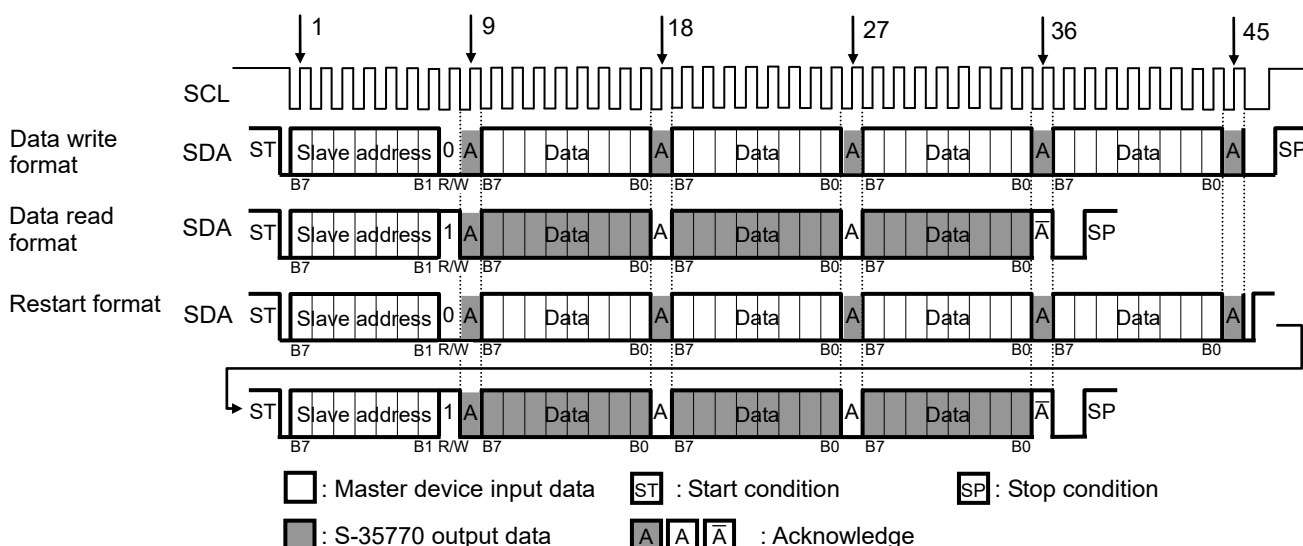 1 9 18 27 36 45
SCL
Data write
format
SDA ST Slave address 0 A Data A Data A Data A Data A SP
B7 B1 R/W B7 B0 B7 B0 B7 B0 B7 B0
Data read
format
SDA ST Slave address 1 A Data A Data A Data A̅ SP
B7 B1 R/W B7 B0 B7 B0 B7 B0
Restart format
SDA ST Slave address 0 A Data A Data A Data A Data A
B7 B1 R/W B7 B0 B7 B0 B7 B0 B7 B0
ST Slave address 1 A Data A Data A Data A̅ SP
B7 B1 R/W B7 B0 B7 B0 B7 B0
: Master device input data ST : Start condition SP : Stop condition
: S-35770 output data A A A̅ : Acknowledge